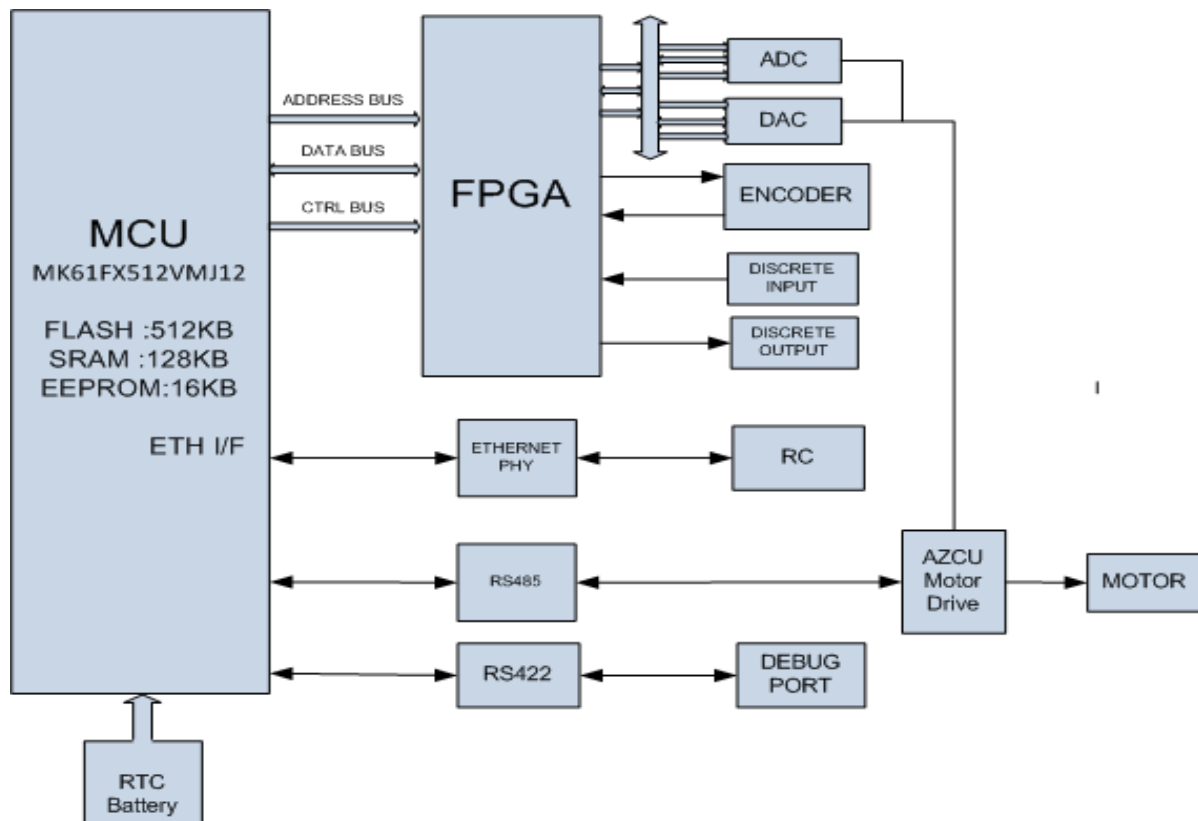 MCU
MK61FX512VMJ12
FLASH :512KB
SRAM :128KB
EEPROM:16KB
ETH I/F
ADDRESS BUS
DATA BUS
CTRL BUS
FPGA
ADC
DAC
ENCODER
DISCRETE
INPUT
DISCRETE
OUTPUT
ETHERNET
PHY
RC
RS485
AZCU
Motor
Drive
MOTOR
RS422
DEBUG
PORT
RTC
Battery
I